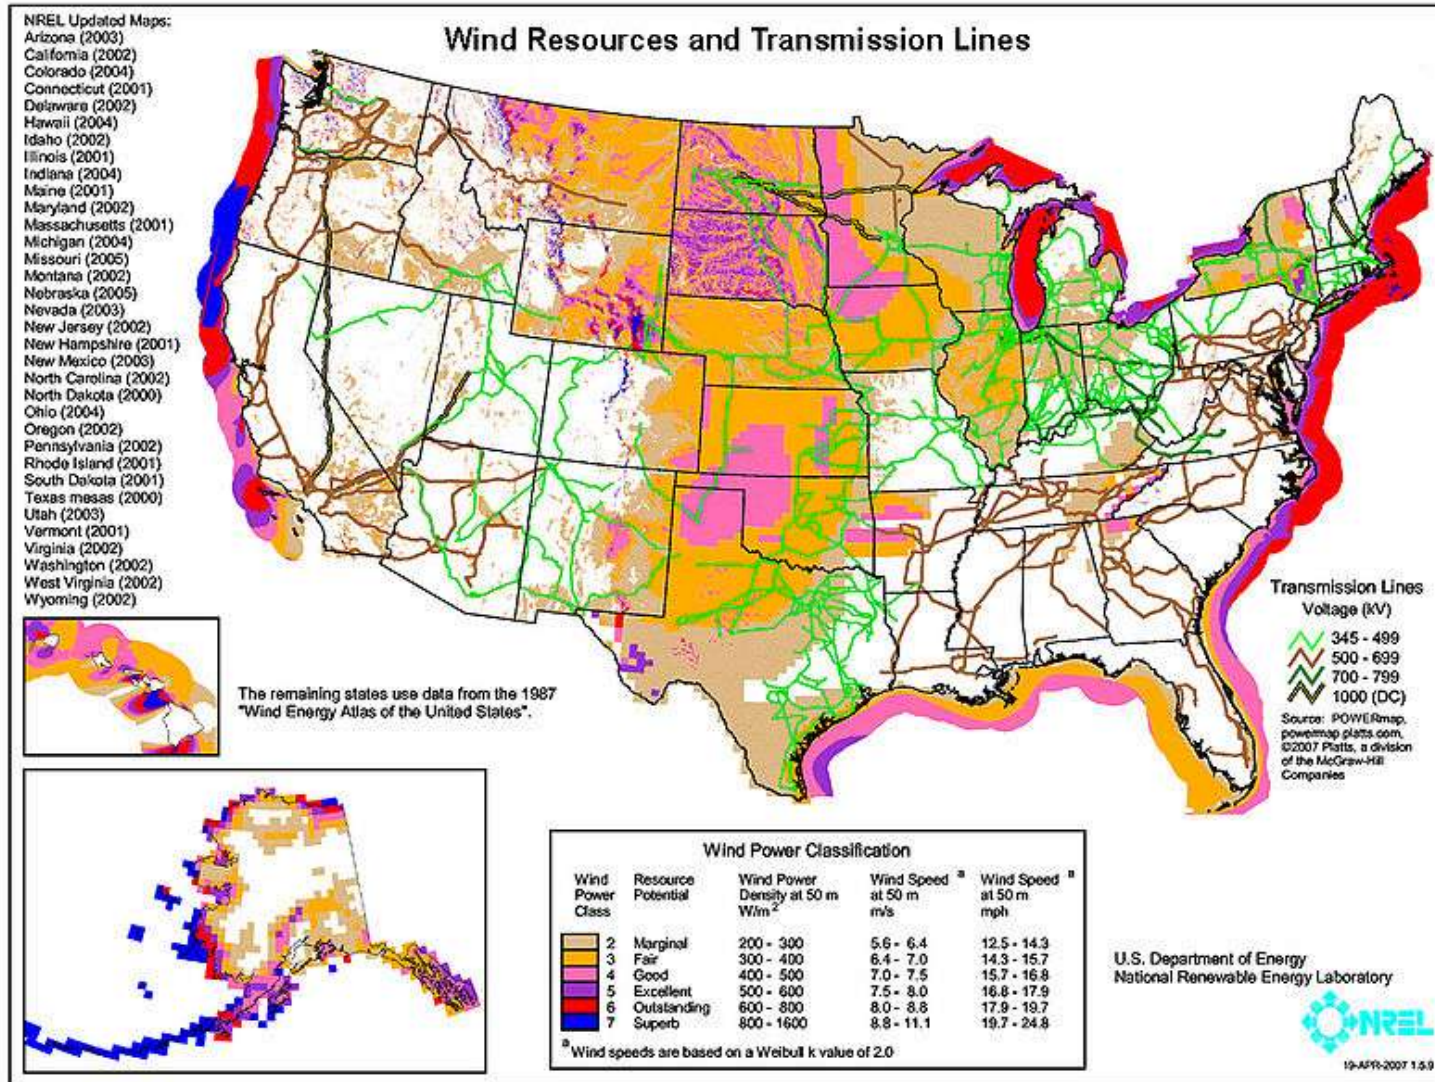 NREL Updated Maps:
Arizona (2003)
California (2002)
Colorado (2004)
Connecticut (2001)
Delaware (2002)
Hawaii (2004)
Idaho (2002)
Illinois (2001)
Indiana (2004)
Maine (2001)
Maryland (2002)
Massachusetts (2001)
Michigan (2004)
Missouri (2005)
Montana (2002)
Nebraska (2005)
Nevada (2003)
New Jersey (2002)
New Hampshire (2001)
New Mexico (2003)
North Carolina (2002)
North Dakota (2000)
Ohio (2004)
Oregon (2002)
Pennsylvania (2002)
Rhode Island (2001)
South Dakota (2001)
Texas mesas (2000)
Utah (2003)
Vermont (2001)
Virginia (2002)
Washington (2002)
West Virginia (2002)
Wyoming (2002)
Wind Resources and Transmission Lines
Transmission Lines
Voltage (kV)
345 - 499
500 - 699
700 - 799
1000 (DC)
Source: POWERmap,
powermap.platts.com,
©2007 Platts, a division
of the McGraw-Hill
Companies
The remaining states use data from the 1987
"Wind Energy Atlas of the United States".
Wind Power Classification
Wind Resource Wind Power Wind Speed a Wind Speed a
Power Potential Density at 50 m at 50 m at 50 m
Class W/m2 m/s mph
2 Marginal 200 - 300 5.6 - 6.4 12.5 - 14.3
3 Fair 300 - 400 6.4 - 7.0 14.3 - 15.7
4 Good 400 - 500 7.0 - 7.5 15.7 - 16.8
5 Excellent 500 - 600 7.5 - 8.0 16.8 - 17.9
6 Outstanding 600 - 800 8.0 - 8.8 17.9 - 19.7
7 Superb 800 - 1600 8.8 - 11.1 19.7 - 24.8
a Wind speeds are based on a Weibull k value of 2.0
U.S. Department of Energy
National Renewable Energy Laboratory
NREL
19-APR-2007 1.5.9